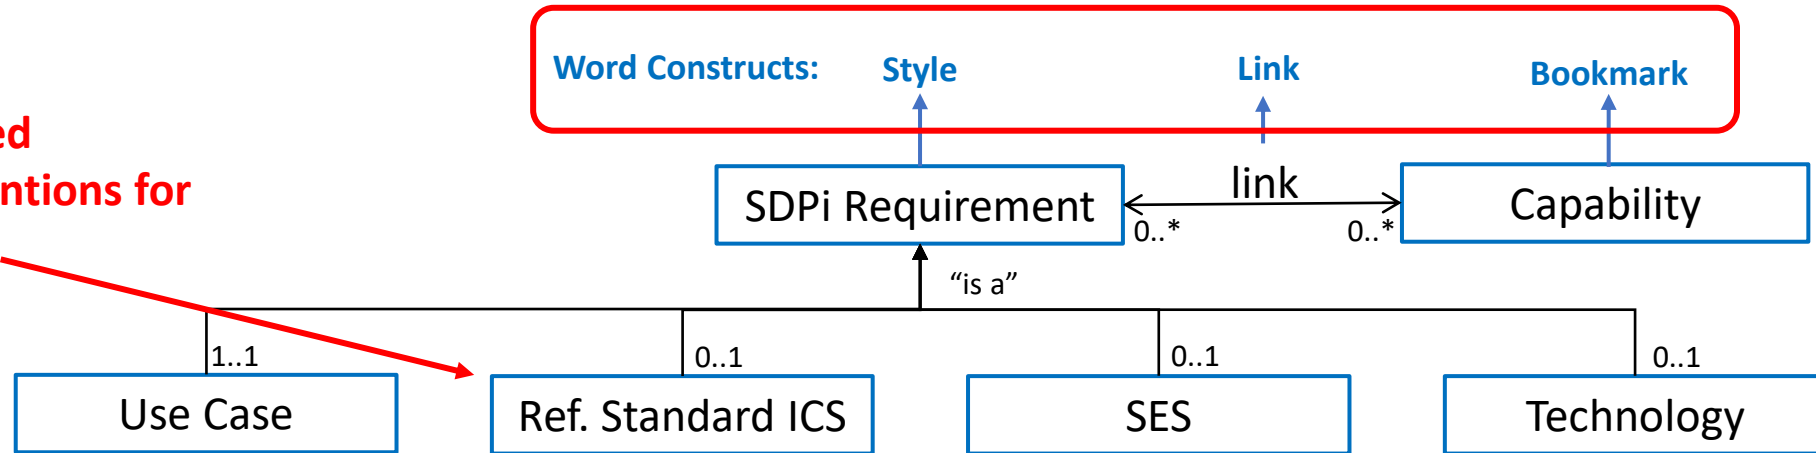 Word Constructs: Style Link Bookmark
ntions for
SDPi Requirement
link
Capability
0..* 0..*
"is a"
1..1 0..1 0..1 0..1
Use Case
Ref. Standard ICS
SES
Technology